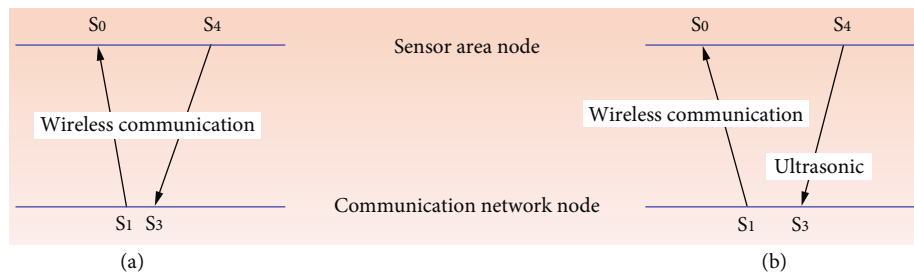 S0 S4 S0 S4
Sensor area node
Wireless communication Wireless communication
Ultrasonic
Communication network node
S1 S3 S1 S3
(a) (b)